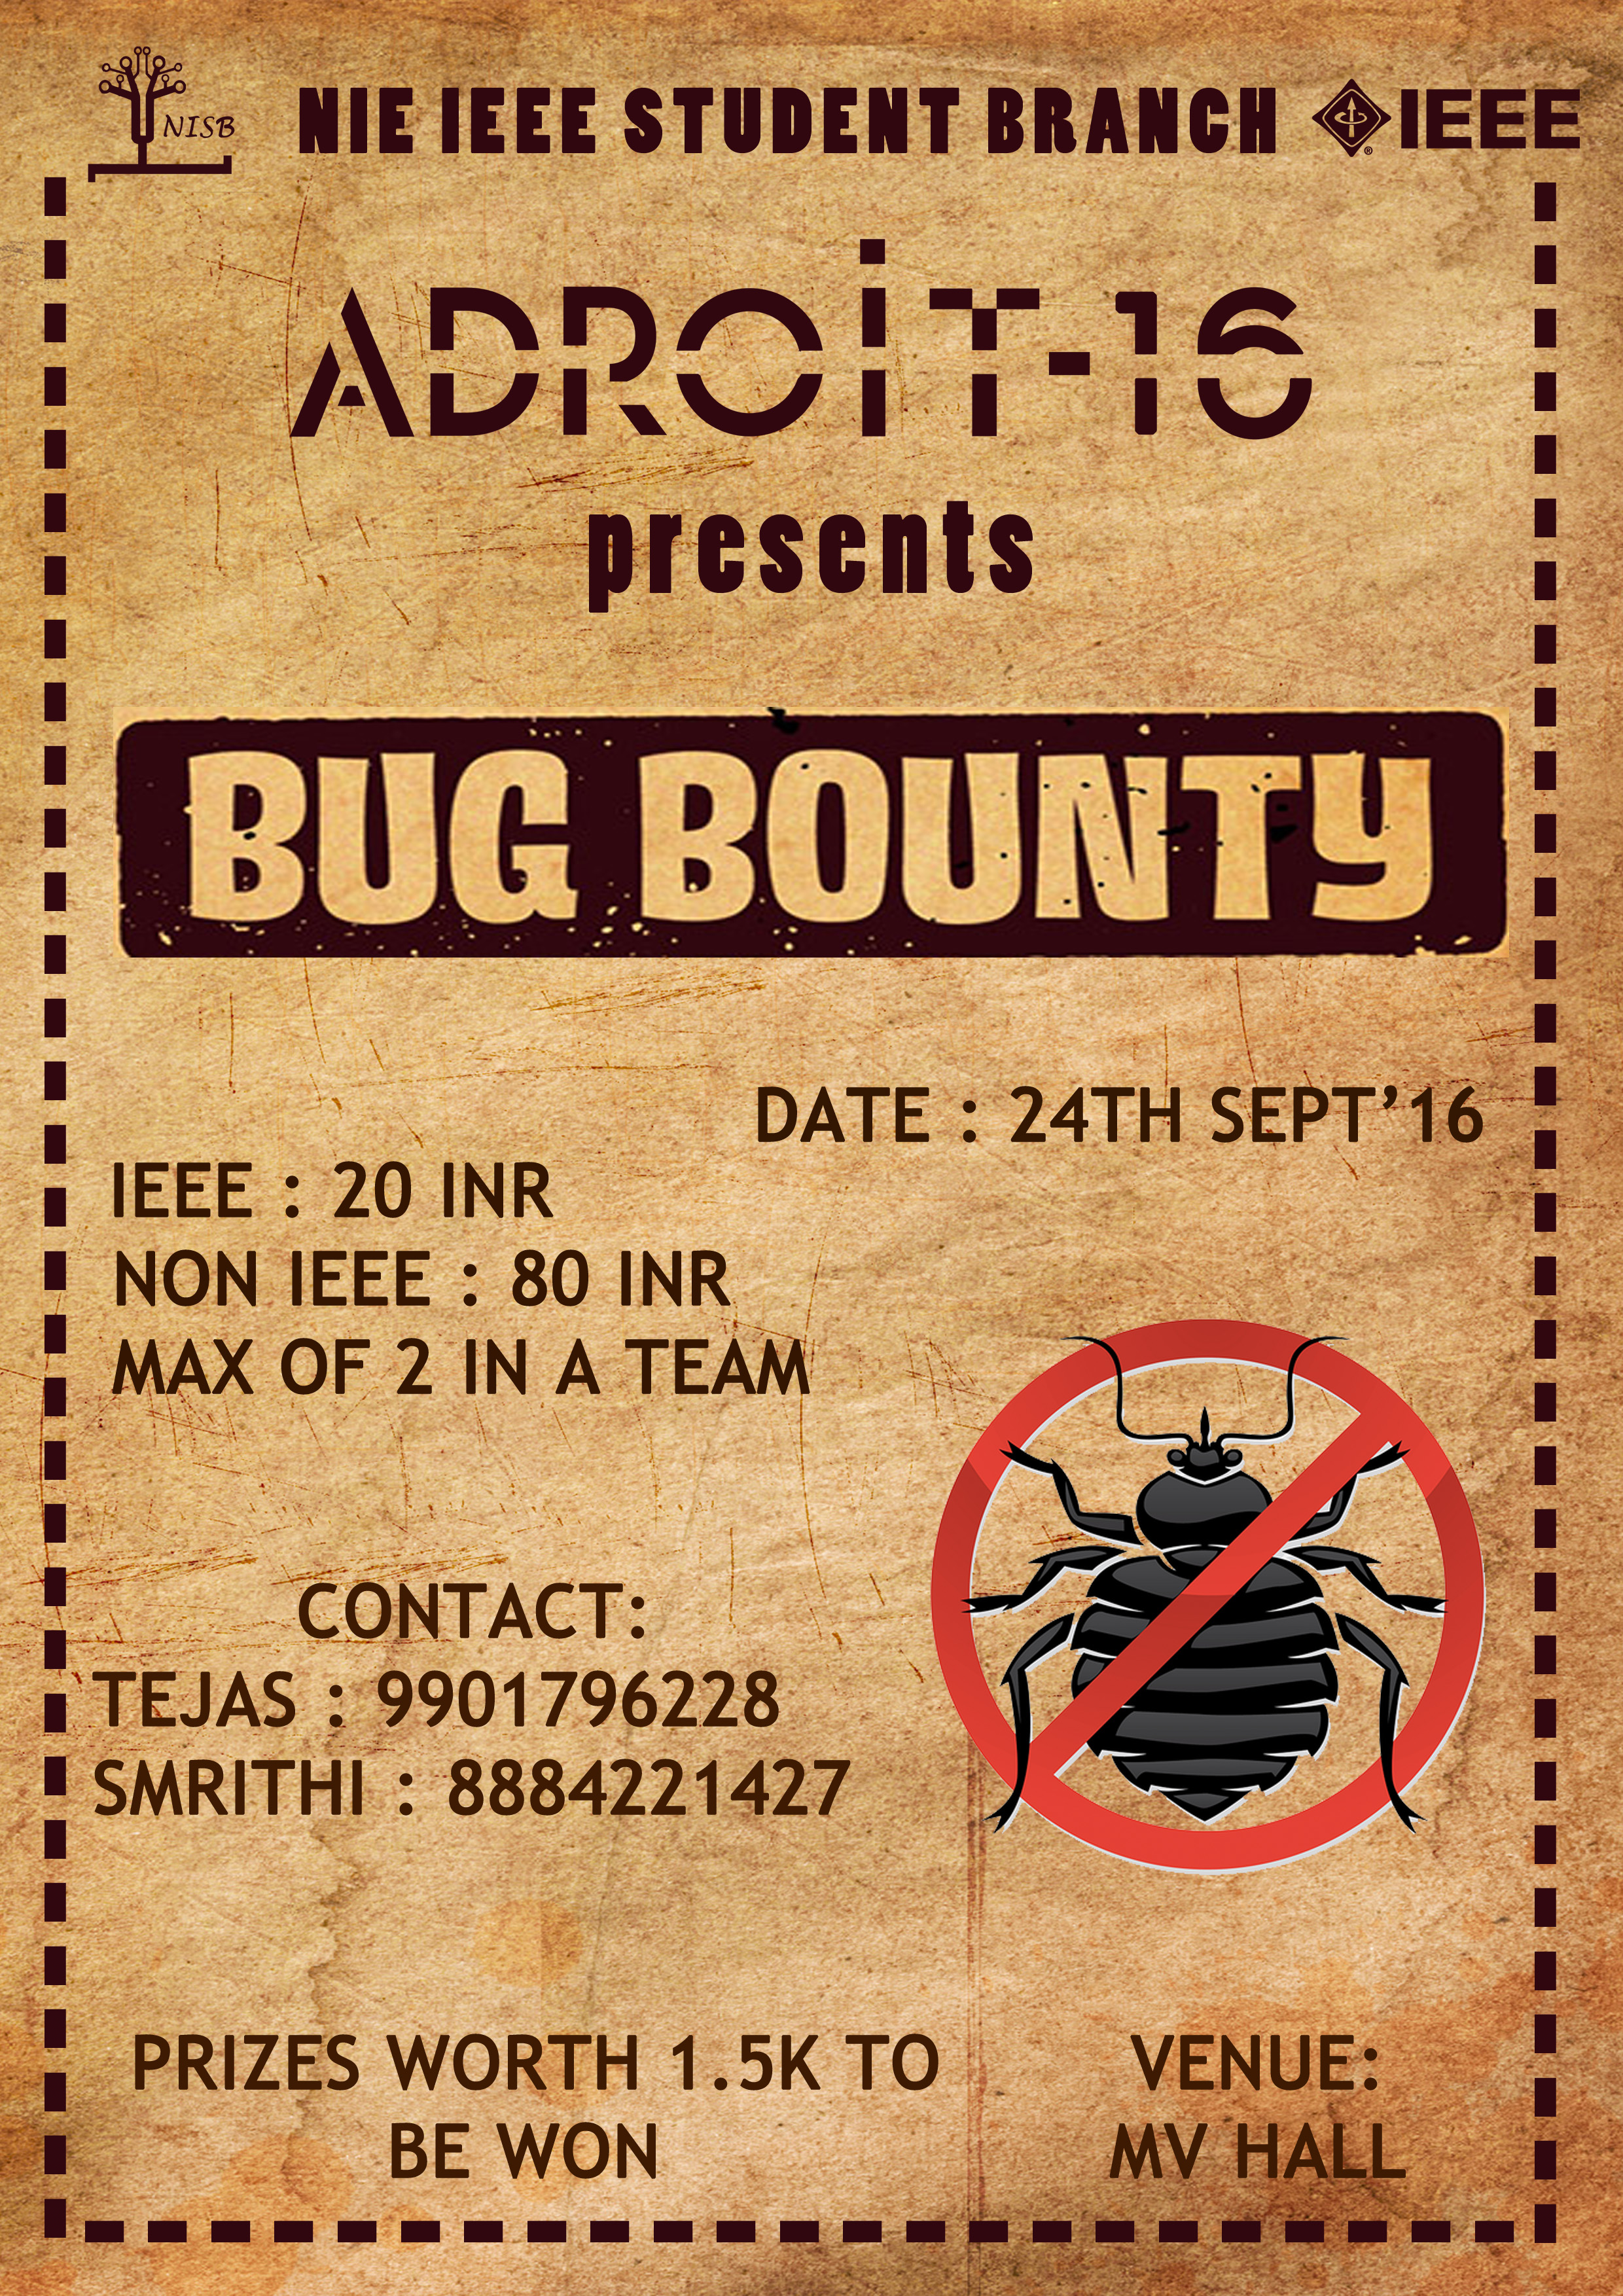 NISB
NIE IEEE STUDENT BRANCH
IEEE
ADROIT-16
presents
BUG BOUNTY
DATE : 24TH SEPT'16
IEEE : 20 INR
NON IEEE : 80 INR
MAX OF 2 IN A TEAM
CONTACT:
TEJAS : 9901796228
SMRITHI : 8884221427
PRIZES WORTH 1.5K TO
BE WON
VENUE:
MV HALL